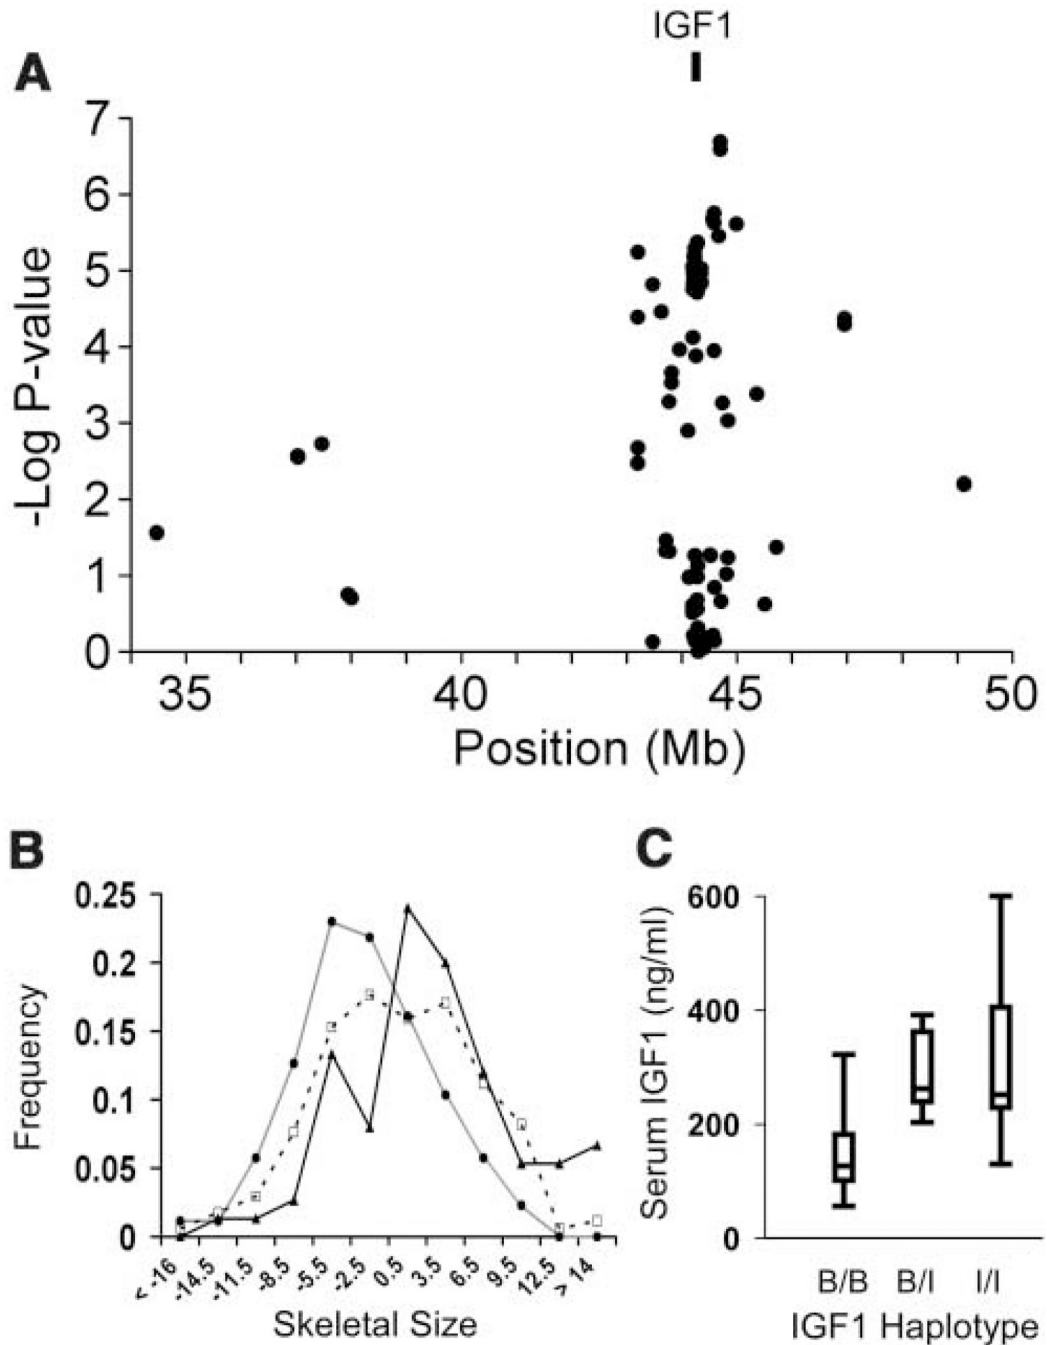 IGF1
A
7
6
5
4
3
2
1
0
-Log P-value
35 40 45 50
Position (Mb)
B
0.25
0.2
0.15
0.1
0.05
0
Frequency
< -16 -14.5 -11.5 -8.5 -5.5 -2.5 0.5 3.5 6.5 9.5 12.5 > 14
Skeletal Size
C
600
400
200
0
Serum IGF1 (ng/ml)
B/B B/I I/I
IGF1 Haplotype